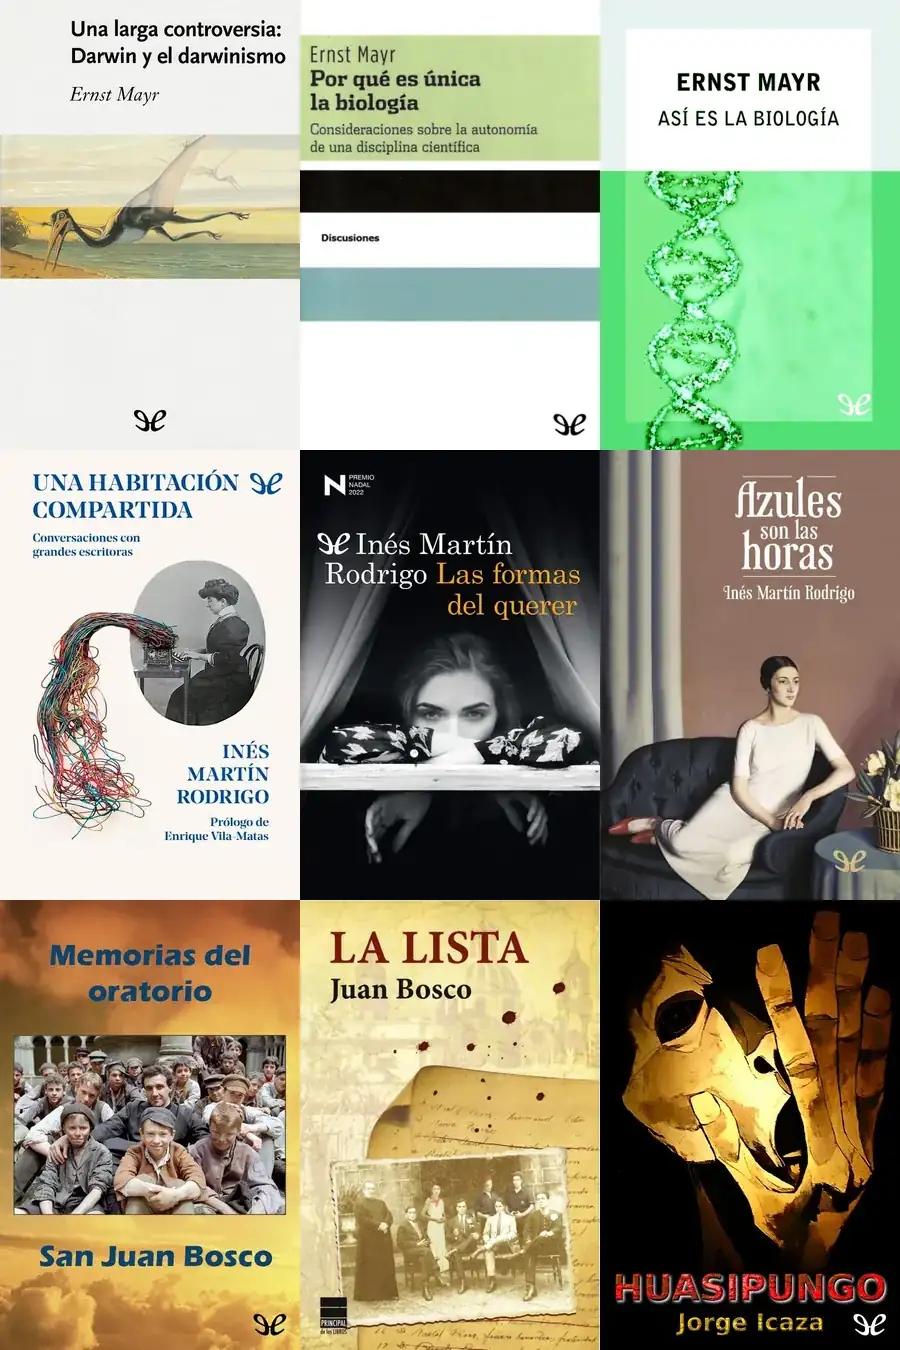 Una larga controversia:
Darwin y el darwinismo
Ernst Mayr
Ernst Mayr
Por qué es única
la biología
Consideraciones sobre la autonomía
de una disciplina científica
Discusiones
ERNST MAYR
ASÍ ES LA BIOLOGÍA
UNA HABITACIÓN
COMPARTIDA
Conversaciones con
grandes escritoras
INÉS
MARTÍN
RODRIGO
Prólogo de
Enrique Vila-Matas
N PREMIO
NADAL
2022
Inés Martín
Rodrigo Las formas
del querer
Azules
son las
horas
Inés Martín Rodrigo
Memorias del
oratorio
San Juan Bosco
LA LISTA
Juan Bosco
PRINCIPAL
de los LIBROS
HUASIPUNGO
Jorge Icaza